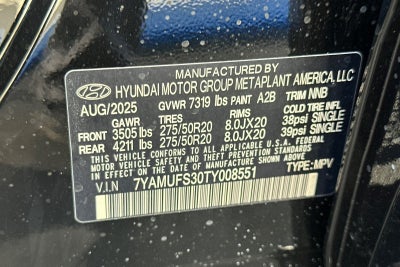 MANUFACTURED BY
HYUNDAI MOTOR GROUP METAPLANT AMERICA, LLC
AUG/2025 GVWR 7319 lbs PAINT A2B TRIM NNB
GAWR TIRES RIMS COLD TIRE INFL
FRONT 3505 lbs 275/50R20 8.0JX20 38psi SINGLE
REAR 4211 lbs 275/50R20 8.0JX20 39psi SINGLE
THIS VEHICLE CONFORMS TO ALL APPLICABLE FEDERAL MOTOR
VEHICLE SAFETY, BUMPER, AND THEFT PREVENTION STANDARDS
IN EFFECT ON THE DATE OF MANUFACTURE SHOWN ABOVE.
V.I.N 7YAMUFS30TY008551 TYPE:MPV